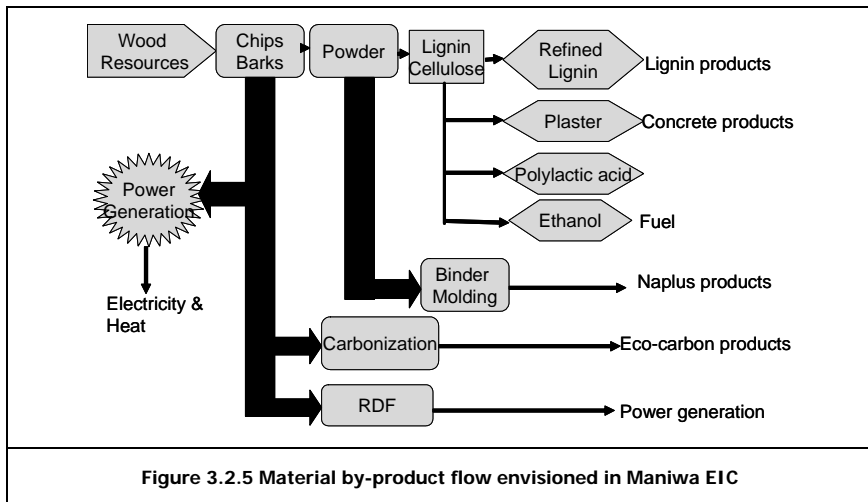 Wood
Resources
Chips
Barks
Powder
Lignin
Cellulose
Refined
Lignin
Lignin products
Plaster
Concrete products
Polylactic acid
Ethanol
Fuel
Power
Generation
Electricity &
Heat
Binder
Molding
Naplus products
Carbonization
Eco-carbon products
RDF
Power generation
Figure 3.2.5 Material by-product flow envisioned in Maniwa EIC